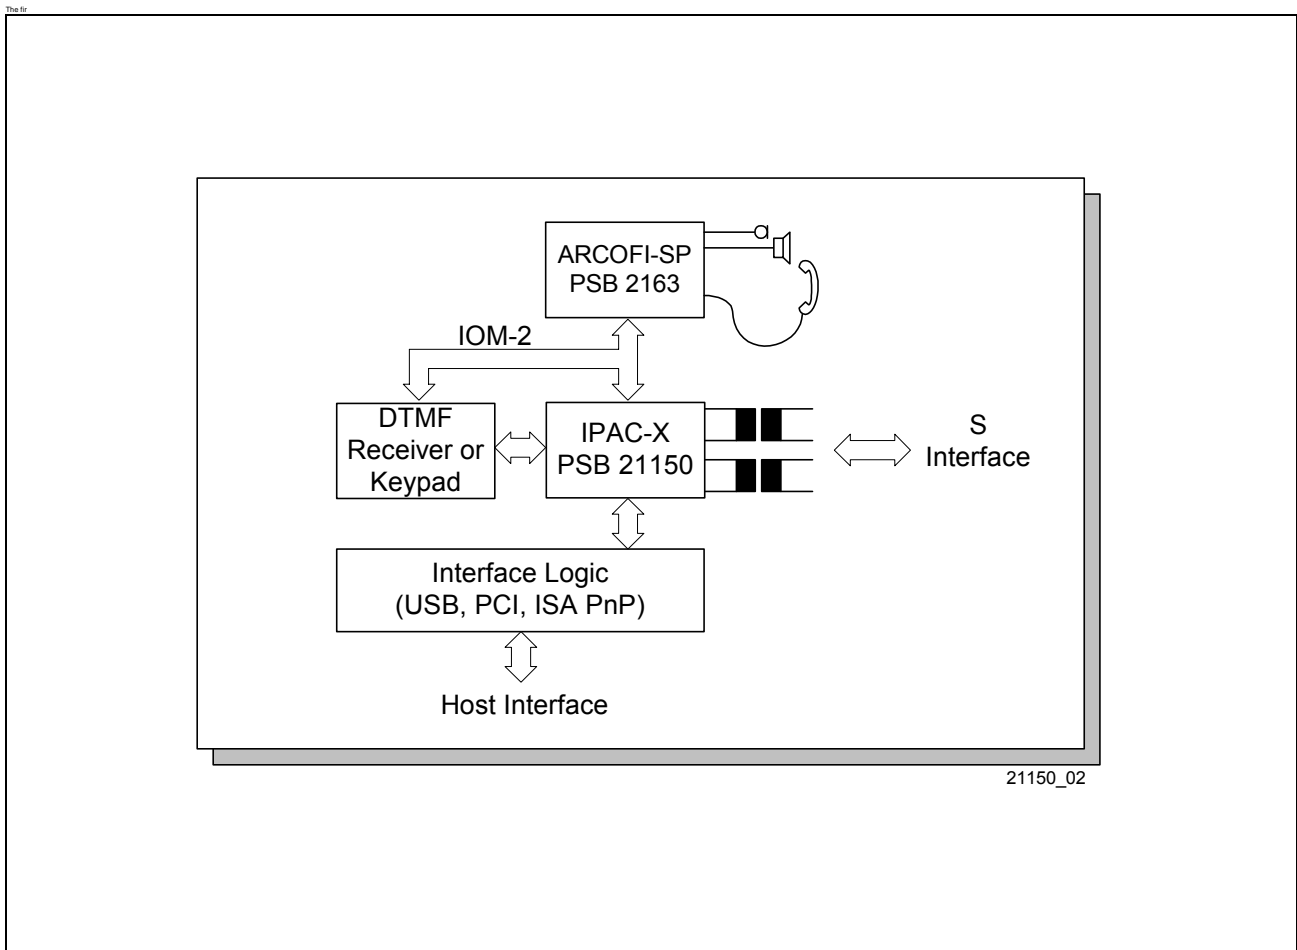 The fir
ARCOFI-SP
PSB 2163
IOM-2
DTMF
Receiver or
Keypad
IPAC-X
PSB 21150
S
Interface
Interface Logic
(USB, PCI, ISA PnP)
Host Interface
21150_02